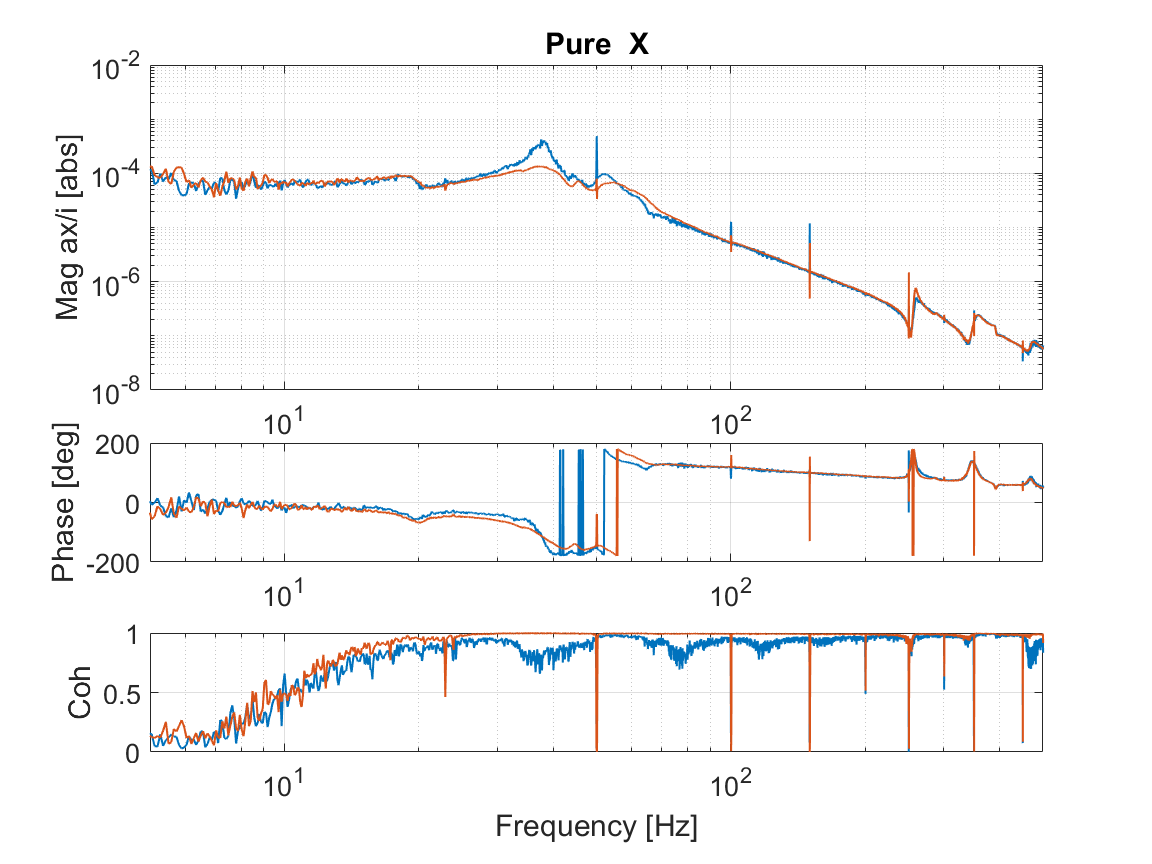 Pure X
10^-2
10^-4
10^-6
10^-8
Mag ax/i [abs]
10^1 10^2
200
0
-200
Phase [deg]
10^1 10^2
1
0.5
0
Coh
10^1 10^2
Frequency [Hz]